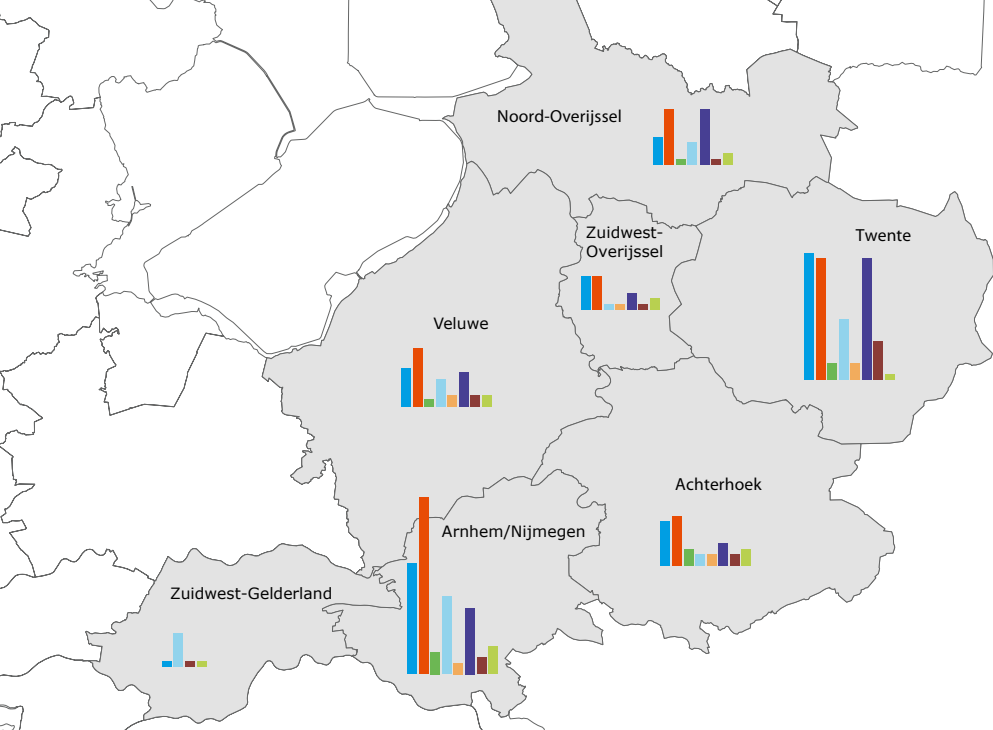 Noord-Overijssel
Zuidwest-
Overijssel
Twente
Veluwe
Achterhoek
Arnhem/Nijmegen
Zuidwest-Gelderland